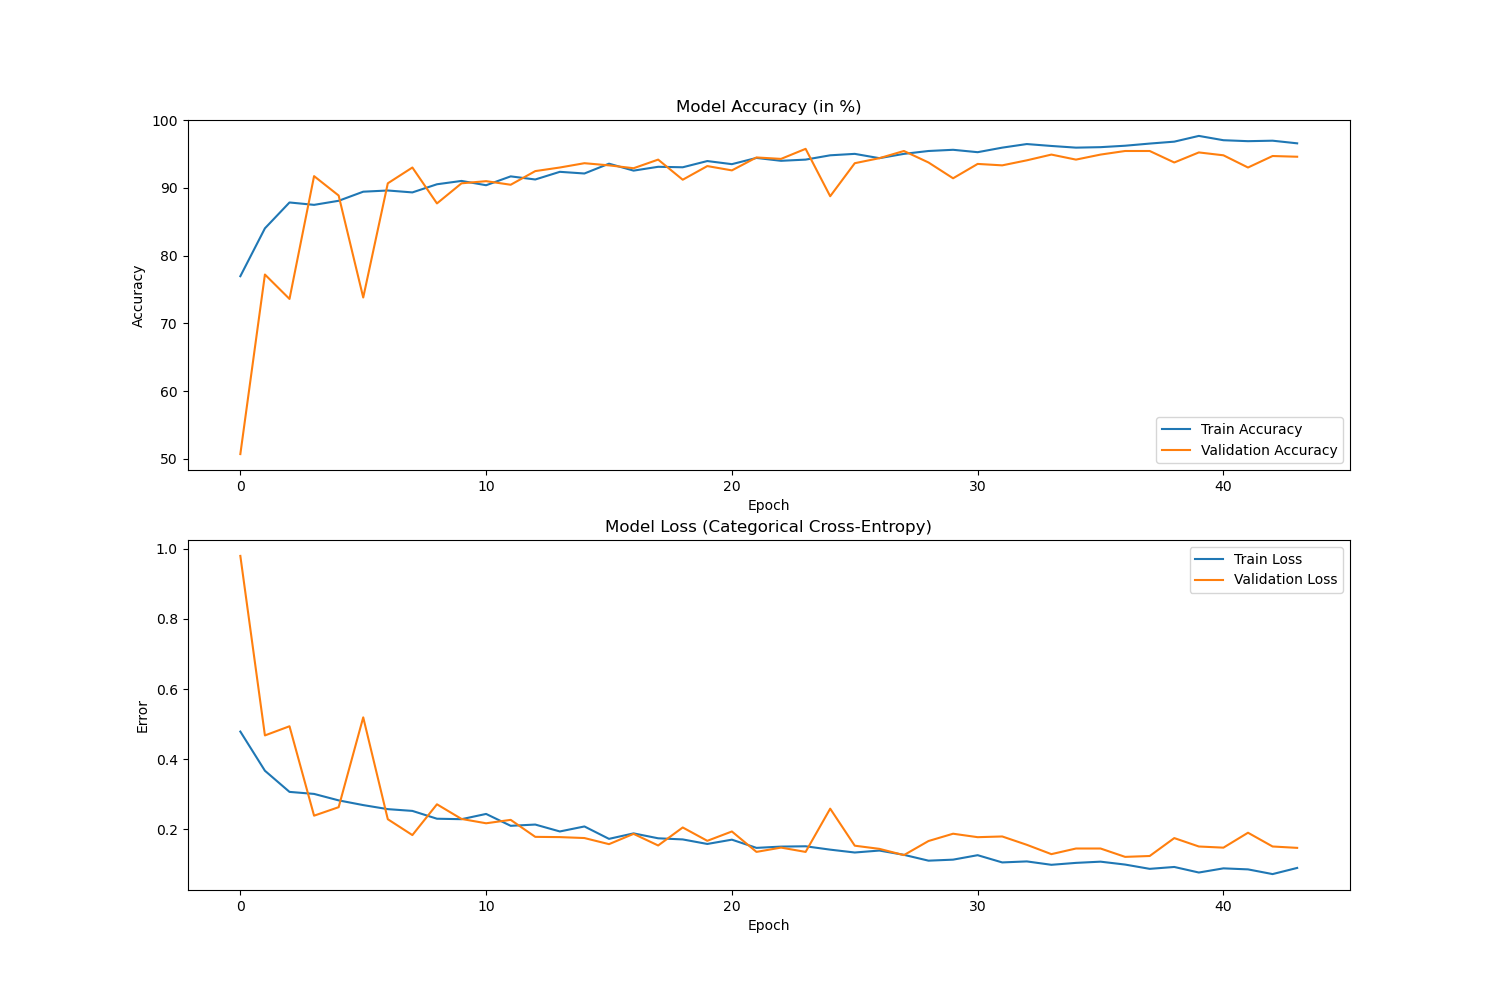 Model Accuracy (in %)
100
90
80
70
60
50
Accuracy
Train Accuracy
Validation Accuracy
0 10 20 30 40
Epoch
Model Loss (Categorical Cross-Entropy)
1.0
0.8
0.6
0.4
0.2
Error
Train Loss
Validation Loss
0 10 20 30 40
Epoch